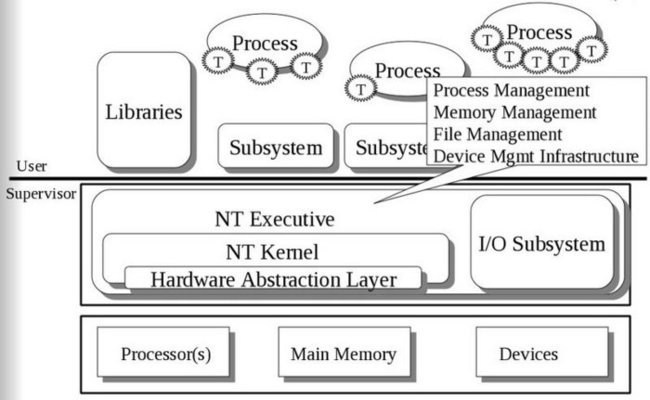 Process
T
T
T
Process
T
Process
T
T
T
T
T
Libraries
Subsystem
Subsyste
Process Management
Memory Management
File Management
Device Mgmt Infrastructure
User
Supervisor
NT Executive
NT Kernel
Hardware Abstraction Layer
I/O Subsystem
Processor(s)
Main Memory
Devices